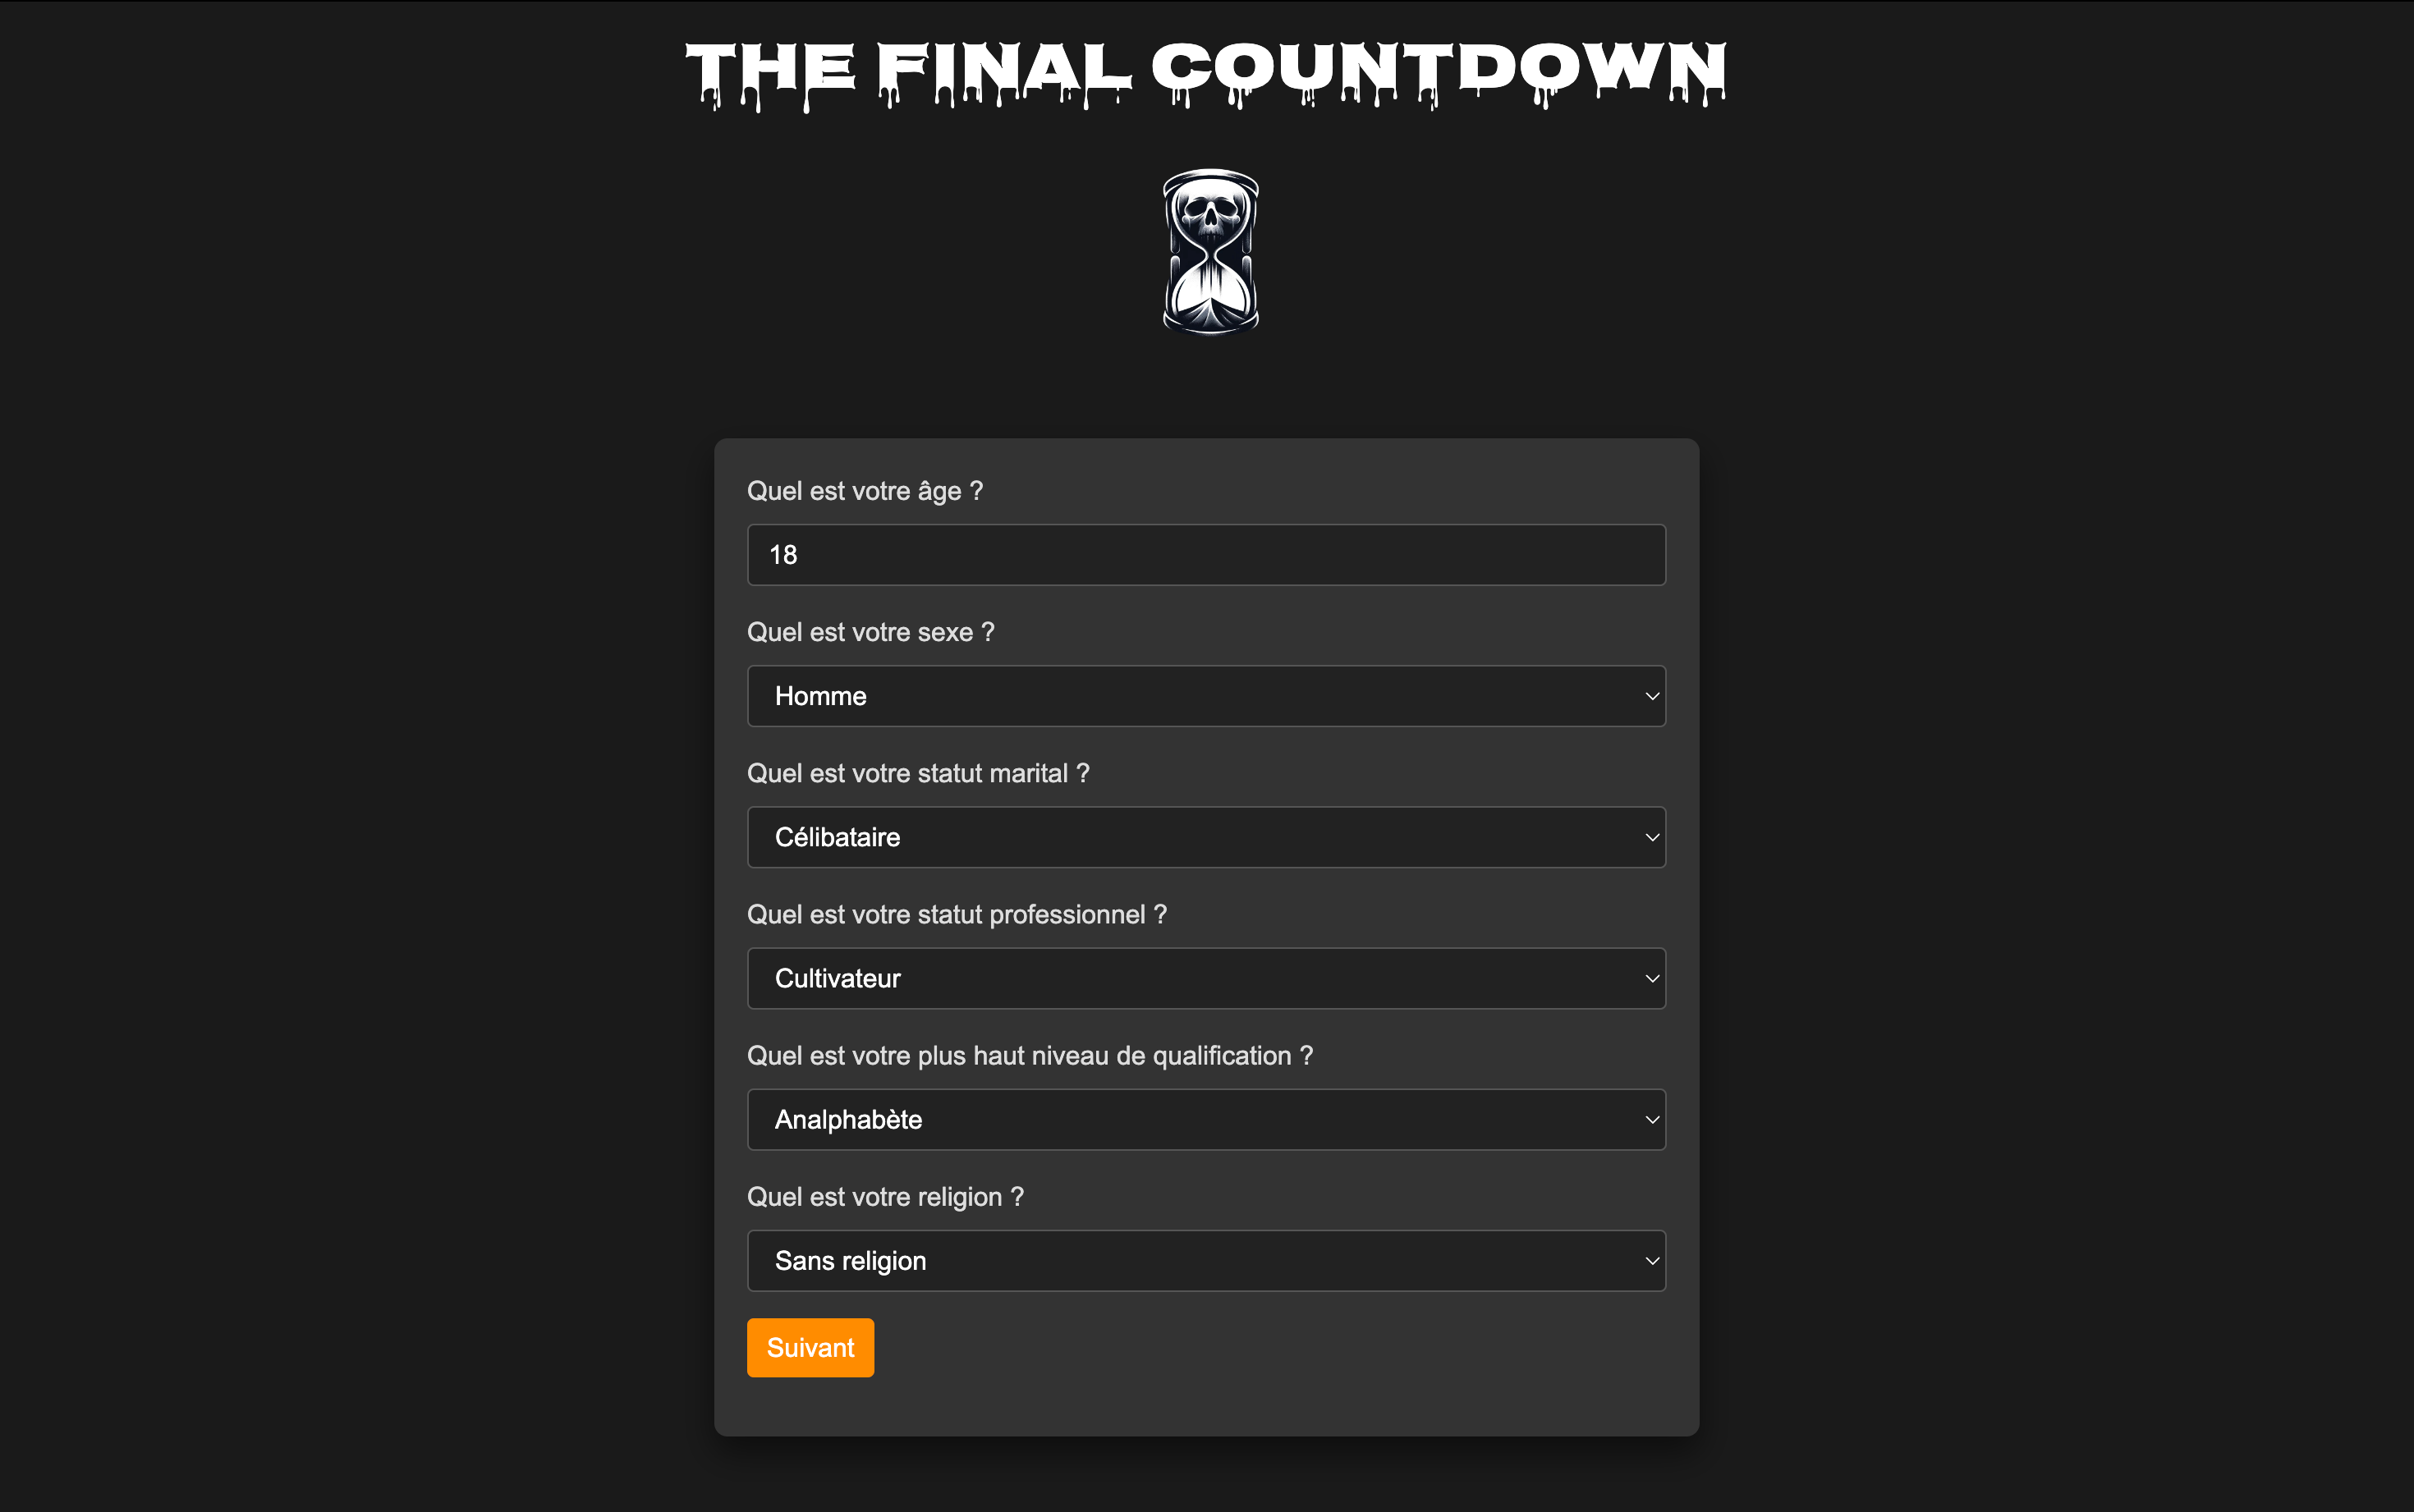 THE FINAL COUNTDOWN
Quel est votre âge ?
18
Quel est votre sexe ?
Homme
Quel est votre statut marital ?
Célibataire
Quel est votre statut professionnel ?
Cultivateur
Quel est votre plus haut niveau de qualification ?
Analphabète
Quel est votre religion ?
Sans religion
Suivant